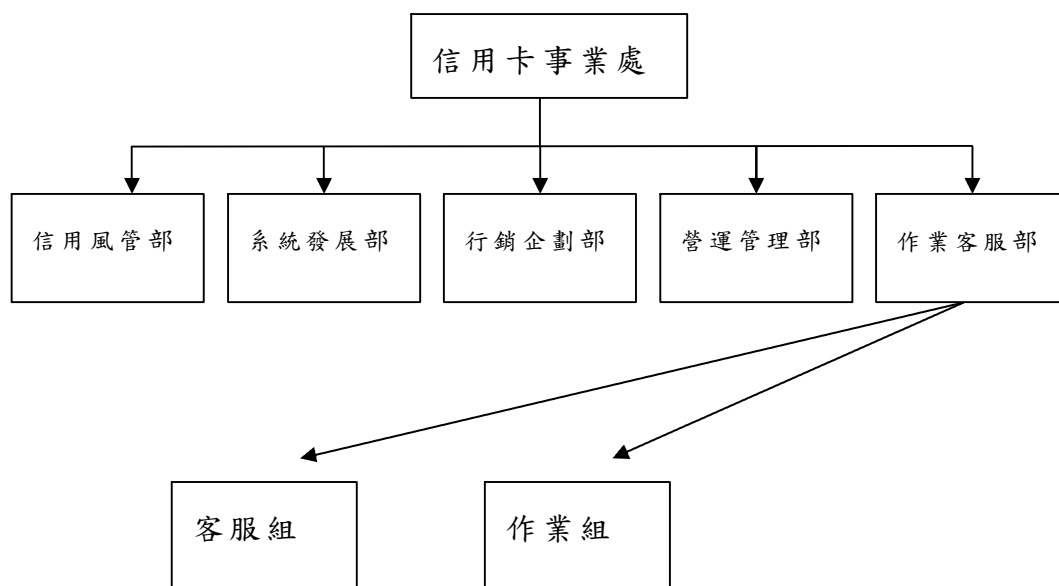 信用卡事業處
信用風管部
系統發展部
行銷企劃部
營運管理部
作業客服部
客服組
作業組